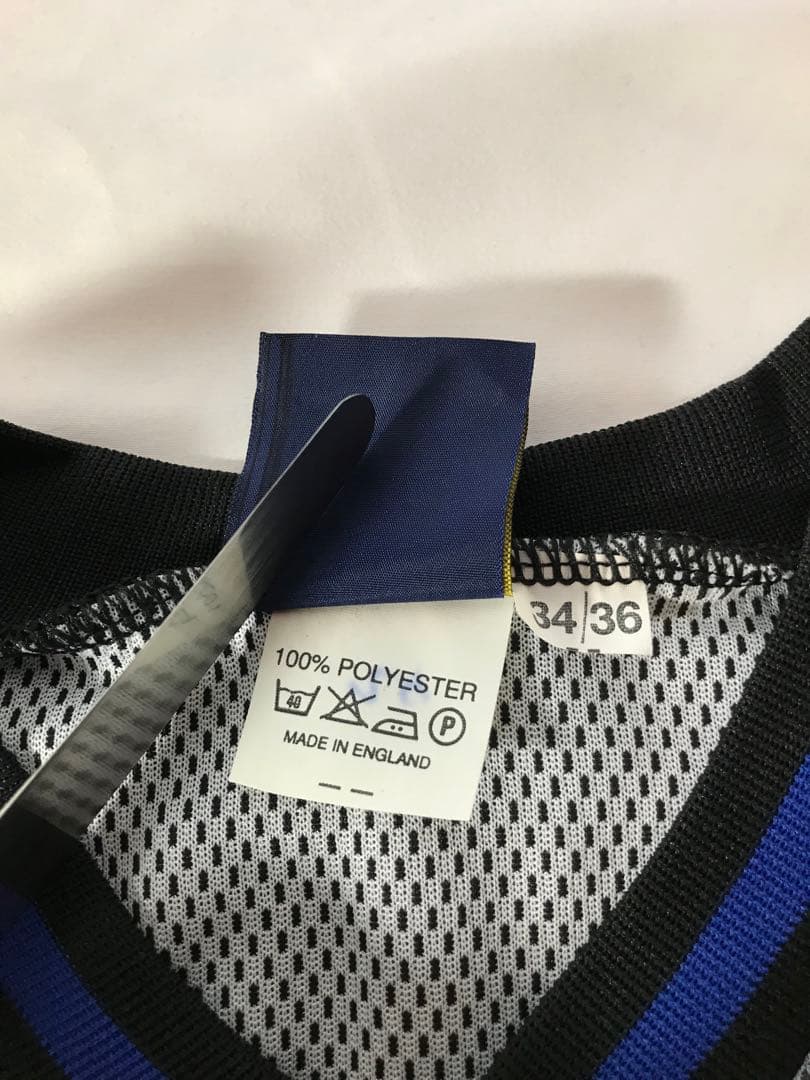 34/36
100% POLYESTER
40
P
MADE IN ENGLAND